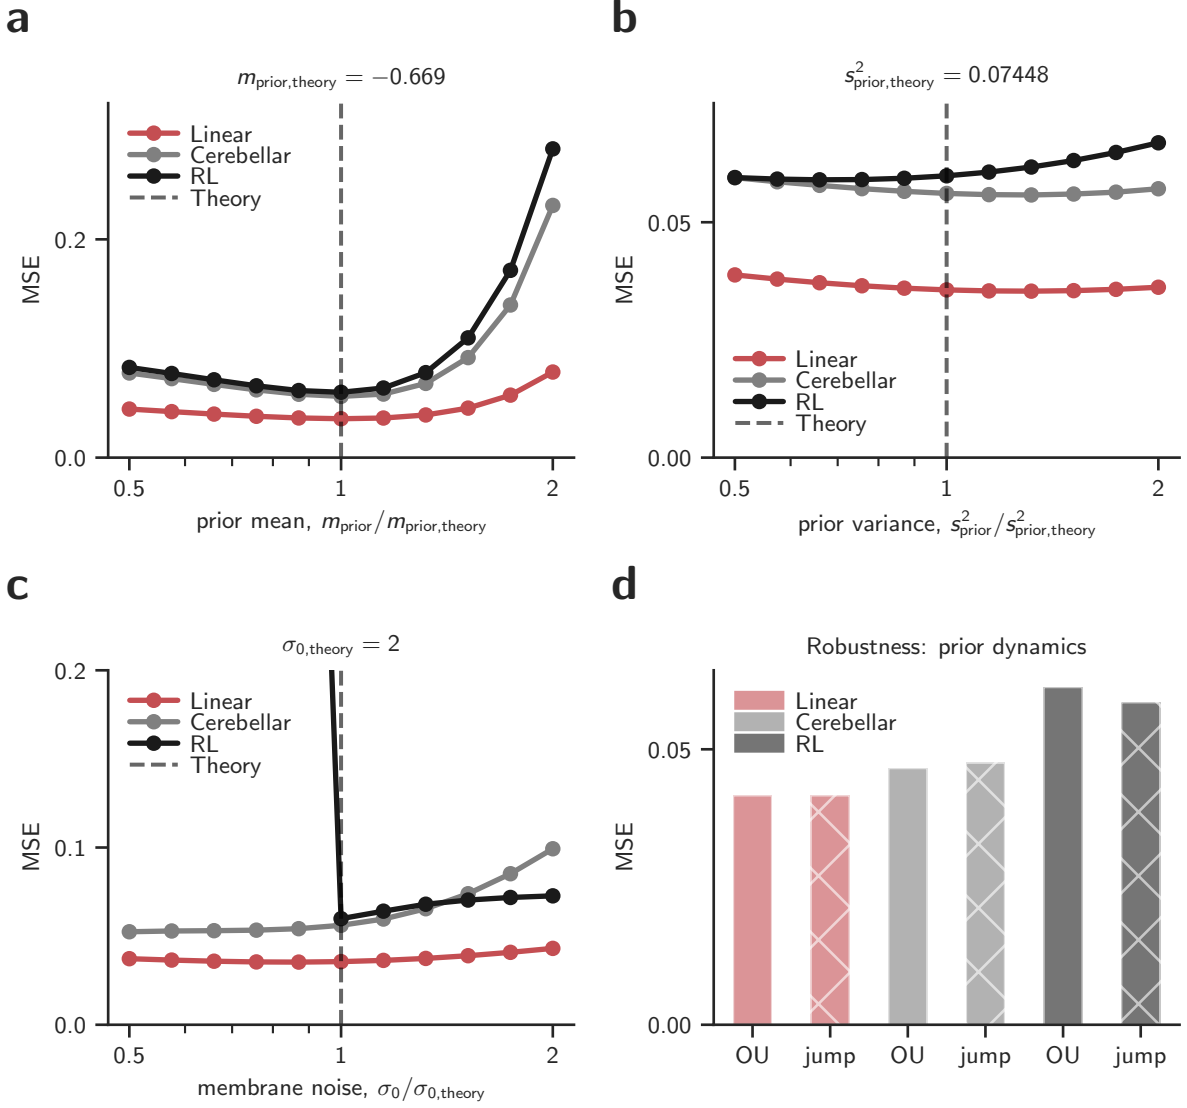 a
m_prior,theory = −0.669
Linear
Cerebellar
RL
Theory
MSE
0.2
0.0
0.5
1
2
prior mean, m_prior/m_prior,theory
b
s²_prior,theory = 0.07448
MSE
0.05
0.00
Linear
Cerebellar
RL
Theory
0.5
1
2
prior variance, s²_prior/s²_prior,theory
c
σ_0,theory = 2
Linear
Cerebellar
RL
Theory
MSE
0.2
0.1
0.0
0.5
1
2
membrane noise, σ_0/σ_0,theory
d
Robustness: prior dynamics
Linear
Cerebellar
RL
MSE
0.05
0.00
OU
jump
OU
jump
OU
jump